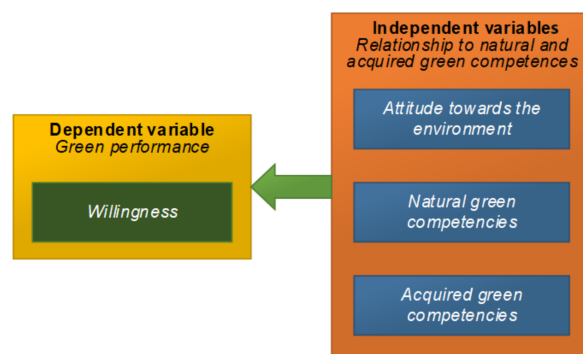 Dependent variable
Green performance
Willingness
Independent variables
Relationship to natural and
acquired green competences
Attitude towards the
environment
Natural green
competencies
Acquired green
competencies